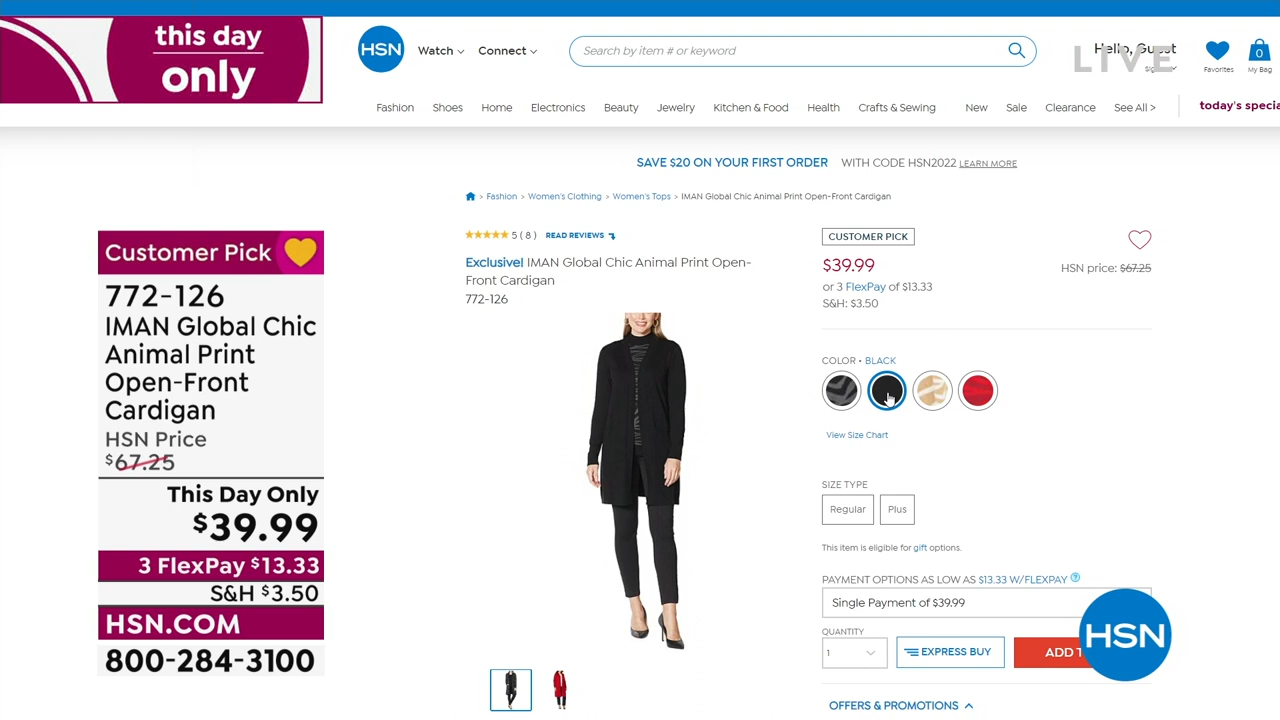 this day
only
HSN
Watch
Connect
Search by item # or keyword
Hello, Guest
LIVE
Favorites
0
My Bag
Fashion
Shoes
Home
Electronics
Beauty
Jewelry
Kitchen & Food
Health
Crafts & Sewing
New
Sale
Clearance
See All >
today's specia
SAVE $20 ON YOUR FIRST ORDER WITH CODE HSN2022 LEARN MORE
> Fashion > Women's Clothing > Women's Tops > IMAN Global Chic Animal Print Open-Front Cardigan
Customer Pick
772-126
IMAN Global Chic
Animal Print
Open-Front
Cardigan
HSN Price
$67.25
This Day Only
$39.99
3 FlexPay $13.33
S&H $3.50
HSN.COM
800-284-3100
5 ( 8 ) READ REVIEWS
Exclusive! IMAN Global Chic Animal Print Open-
Front Cardigan
772-126
CUSTOMER PICK
$39.99
HSN price: $67.25
or 3 FlexPay of $13.33
S&H: $3.50
COLOR • BLACK
View Size Chart
SIZE TYPE
Regular
Plus
This item is eligible for gift options.
PAYMENT OPTIONS AS LOW AS $13.33 W/FLEXPAY ?
Single Payment of $39.99
QUANTITY
1
EXPRESS BUY
ADD T
HSN
OFFERS & PROMOTIONS